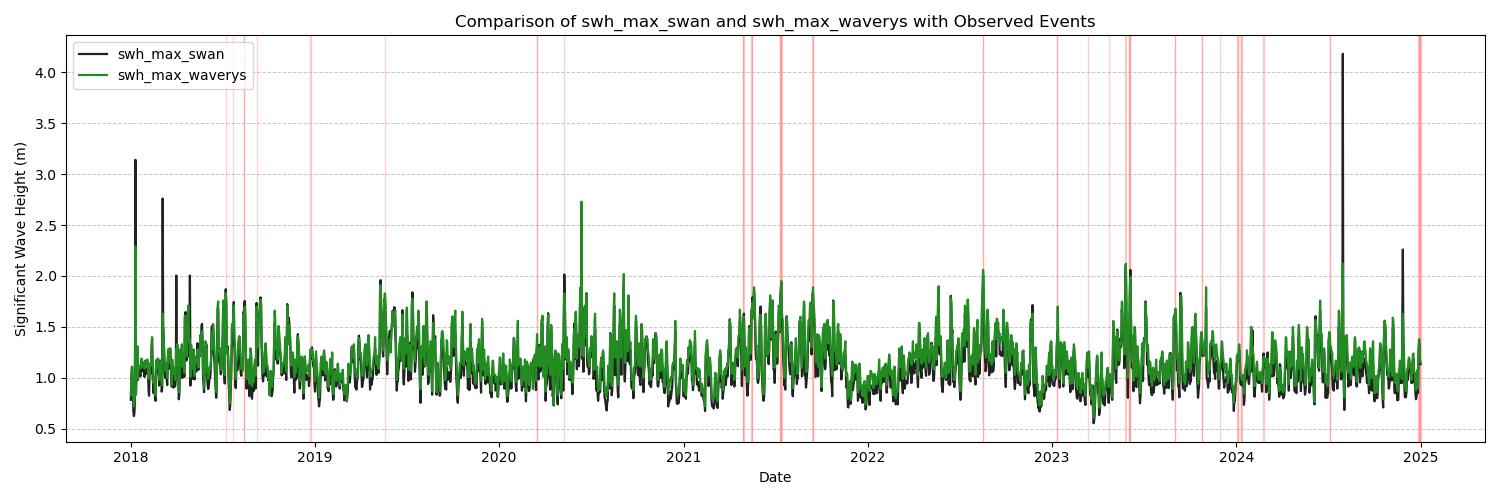 Comparison of swh_max_swan and swh_max_waverys with Observed Events
swh_max_swan
swh_max_waverys
Significant Wave Height (m)
4.0
3.5
3.0
2.5
2.0
1.5
1.0
0.5
2018 2019 2020 2021 2022 2023 2024 2025
Date